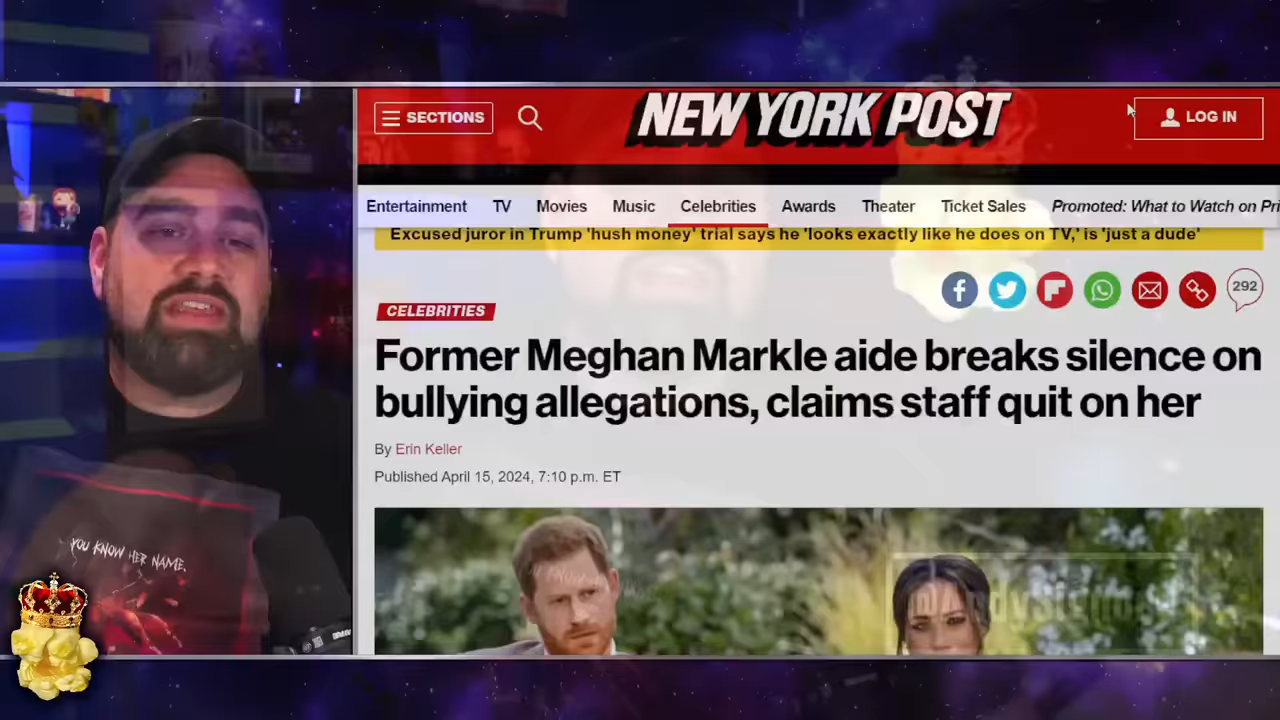 SECTIONS
NEW YORK POST
LOG IN
Entertainment TV Movies Music Celebrities Awards Theater Ticket Sales Promoted: What to Watch on Pri
Excused juror in Trump 'hush money' trial says he 'looks exactly like he does on TV,' is 'just a dude'
292
CELEBRITIES
Former Meghan Markle aide breaks silence on
bullying allegations, claims staff quit on her
By Erin Keller
Published April 15, 2024, 7:10 p.m. ET
YOU KNOW HER NAME.